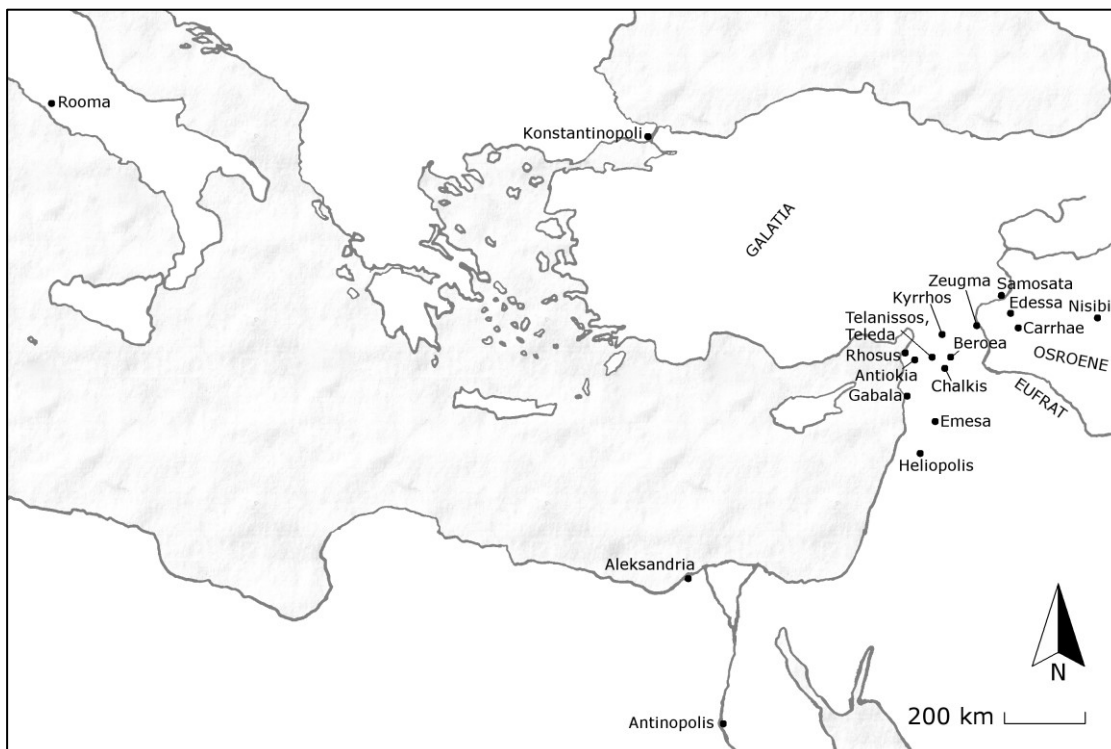 Rooma
Konstantinopoli
GALATIA
Zeugma
Samosata
Kyrrhos
Edessa
Nisibi
Telanissos,
Teleda
Beroea
Carrhae
Rhosus
OSROENE
Antiokia
Chalkis
Gabala
EUFRAT
Emesa
Heliopolis
Aleksandria
N
Antinopolis
200 km